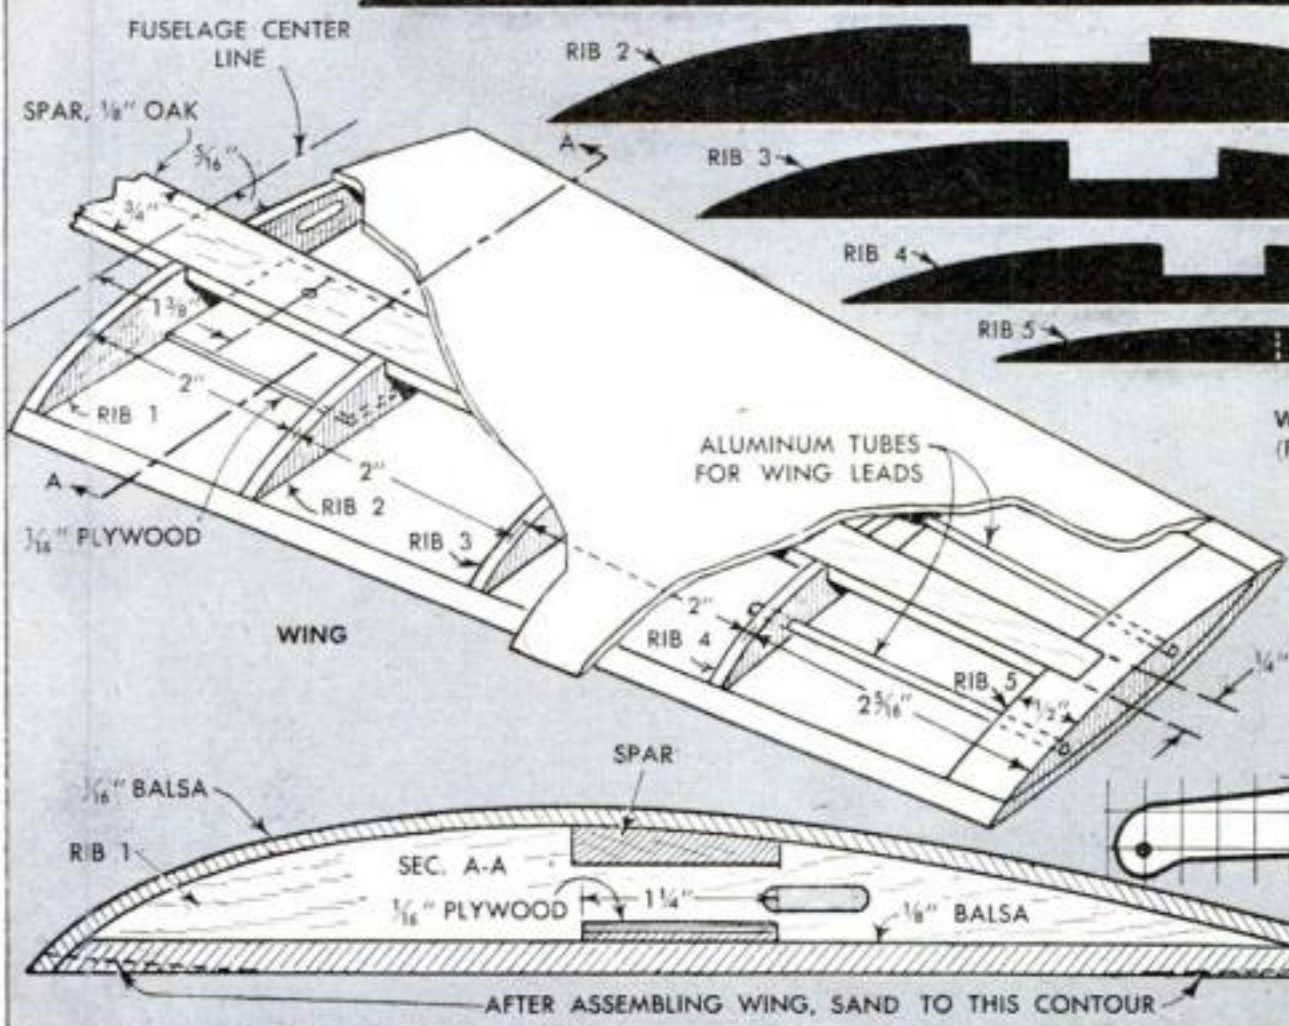 FUSELAGE CENTER
LINE
SPAR, 1/8" OAK
5/16"
3/4"
A
RIB 2
RIB 3
RIB 4
RIB 5
1 3/8"
2"
RIB 1
2"
A
RIB 2
1/16" PLYWOOD
RIB 3
ALUMINUM TUBES
FOR WING LEADS
WING
2"
RIB 4
RIB 5
2 5/16"
1/2"
1/4"
SPAR
1/16" BALSA
RIB 1
SEC. A-A
1/16" PLYWOOD
1 1/4"
1/8" BALSA
AFTER ASSEMBLING WING, SAND TO THIS CONTOUR